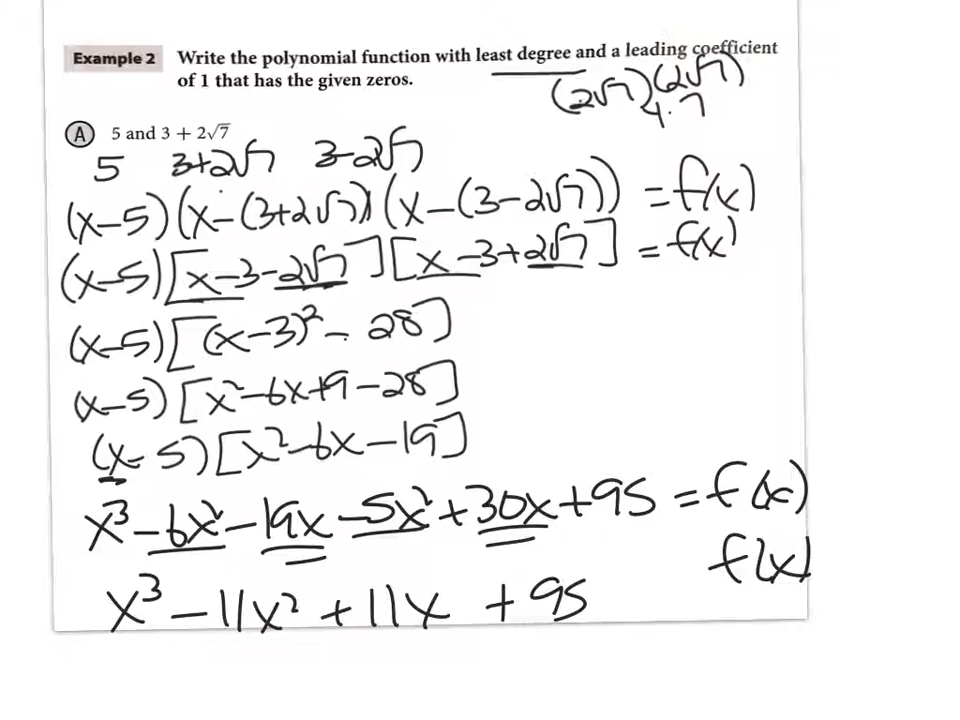 Example 2 Write the polynomial function with least degree and a leading coefficient
of 1 that has the given zeros.
(2√7)(2√7)
4·7
A 5 and 3 + 2√7
5 3+2√7 3-2√7
(x-5)(x-(3+2√7))(x-(3-2√7)) = f(x)
(x-5)[x-3-2√7][x-3+2√7] = f(x)
(x-5)[(x-3)²- 28]
(x-5)[x²-6x+9-28]
(x-5)[x²-6x-19]
x³-6x²-19x-5x²+30x+95 = f(x)
f(x)
x³-11x²+11x+95